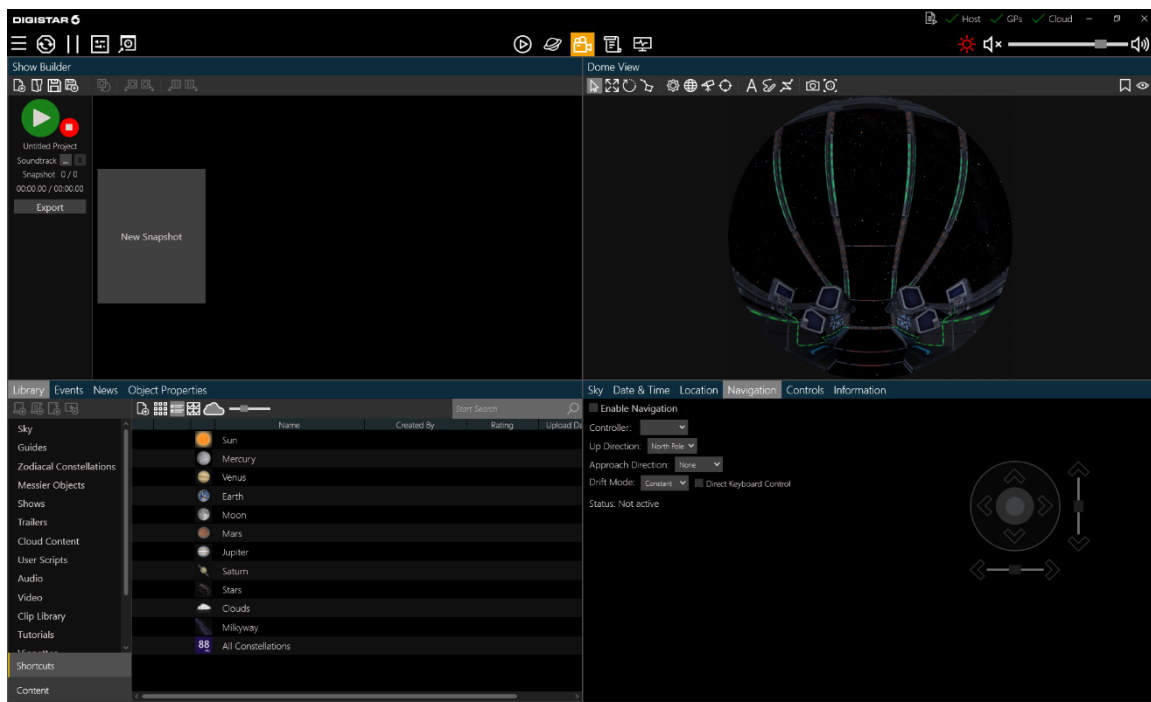 DIGISTAR 6
Host GPs Cloud
Show Builder
Dome View
Untitled Project
Soundtrack ...
Snapshot 0 / 0
00:00.00 / 00:00.00
Export
New Snapshot
Library Events News Object Properties
Start Search
Name Created By Rating Upload Da
Sky
Guides
Zodiacal Constellations
Messier Objects
Shows
Trailers
Cloud Content
User Scripts
Audio
Video
Clip Library
Tutorials
Shortcuts
Content
Sun
Mercury
Venus
Earth
Moon
Mars
Jupiter
Saturn
Stars
Clouds
Milkyway
88 All Constellations
Sky Date & Time Location Navigation Controls Information
Enable Navigation
Controller:
Up Direction: North Pole
Approach Direction: None
Drift Mode: Constant Direct Keyboard Control
Status: Not active